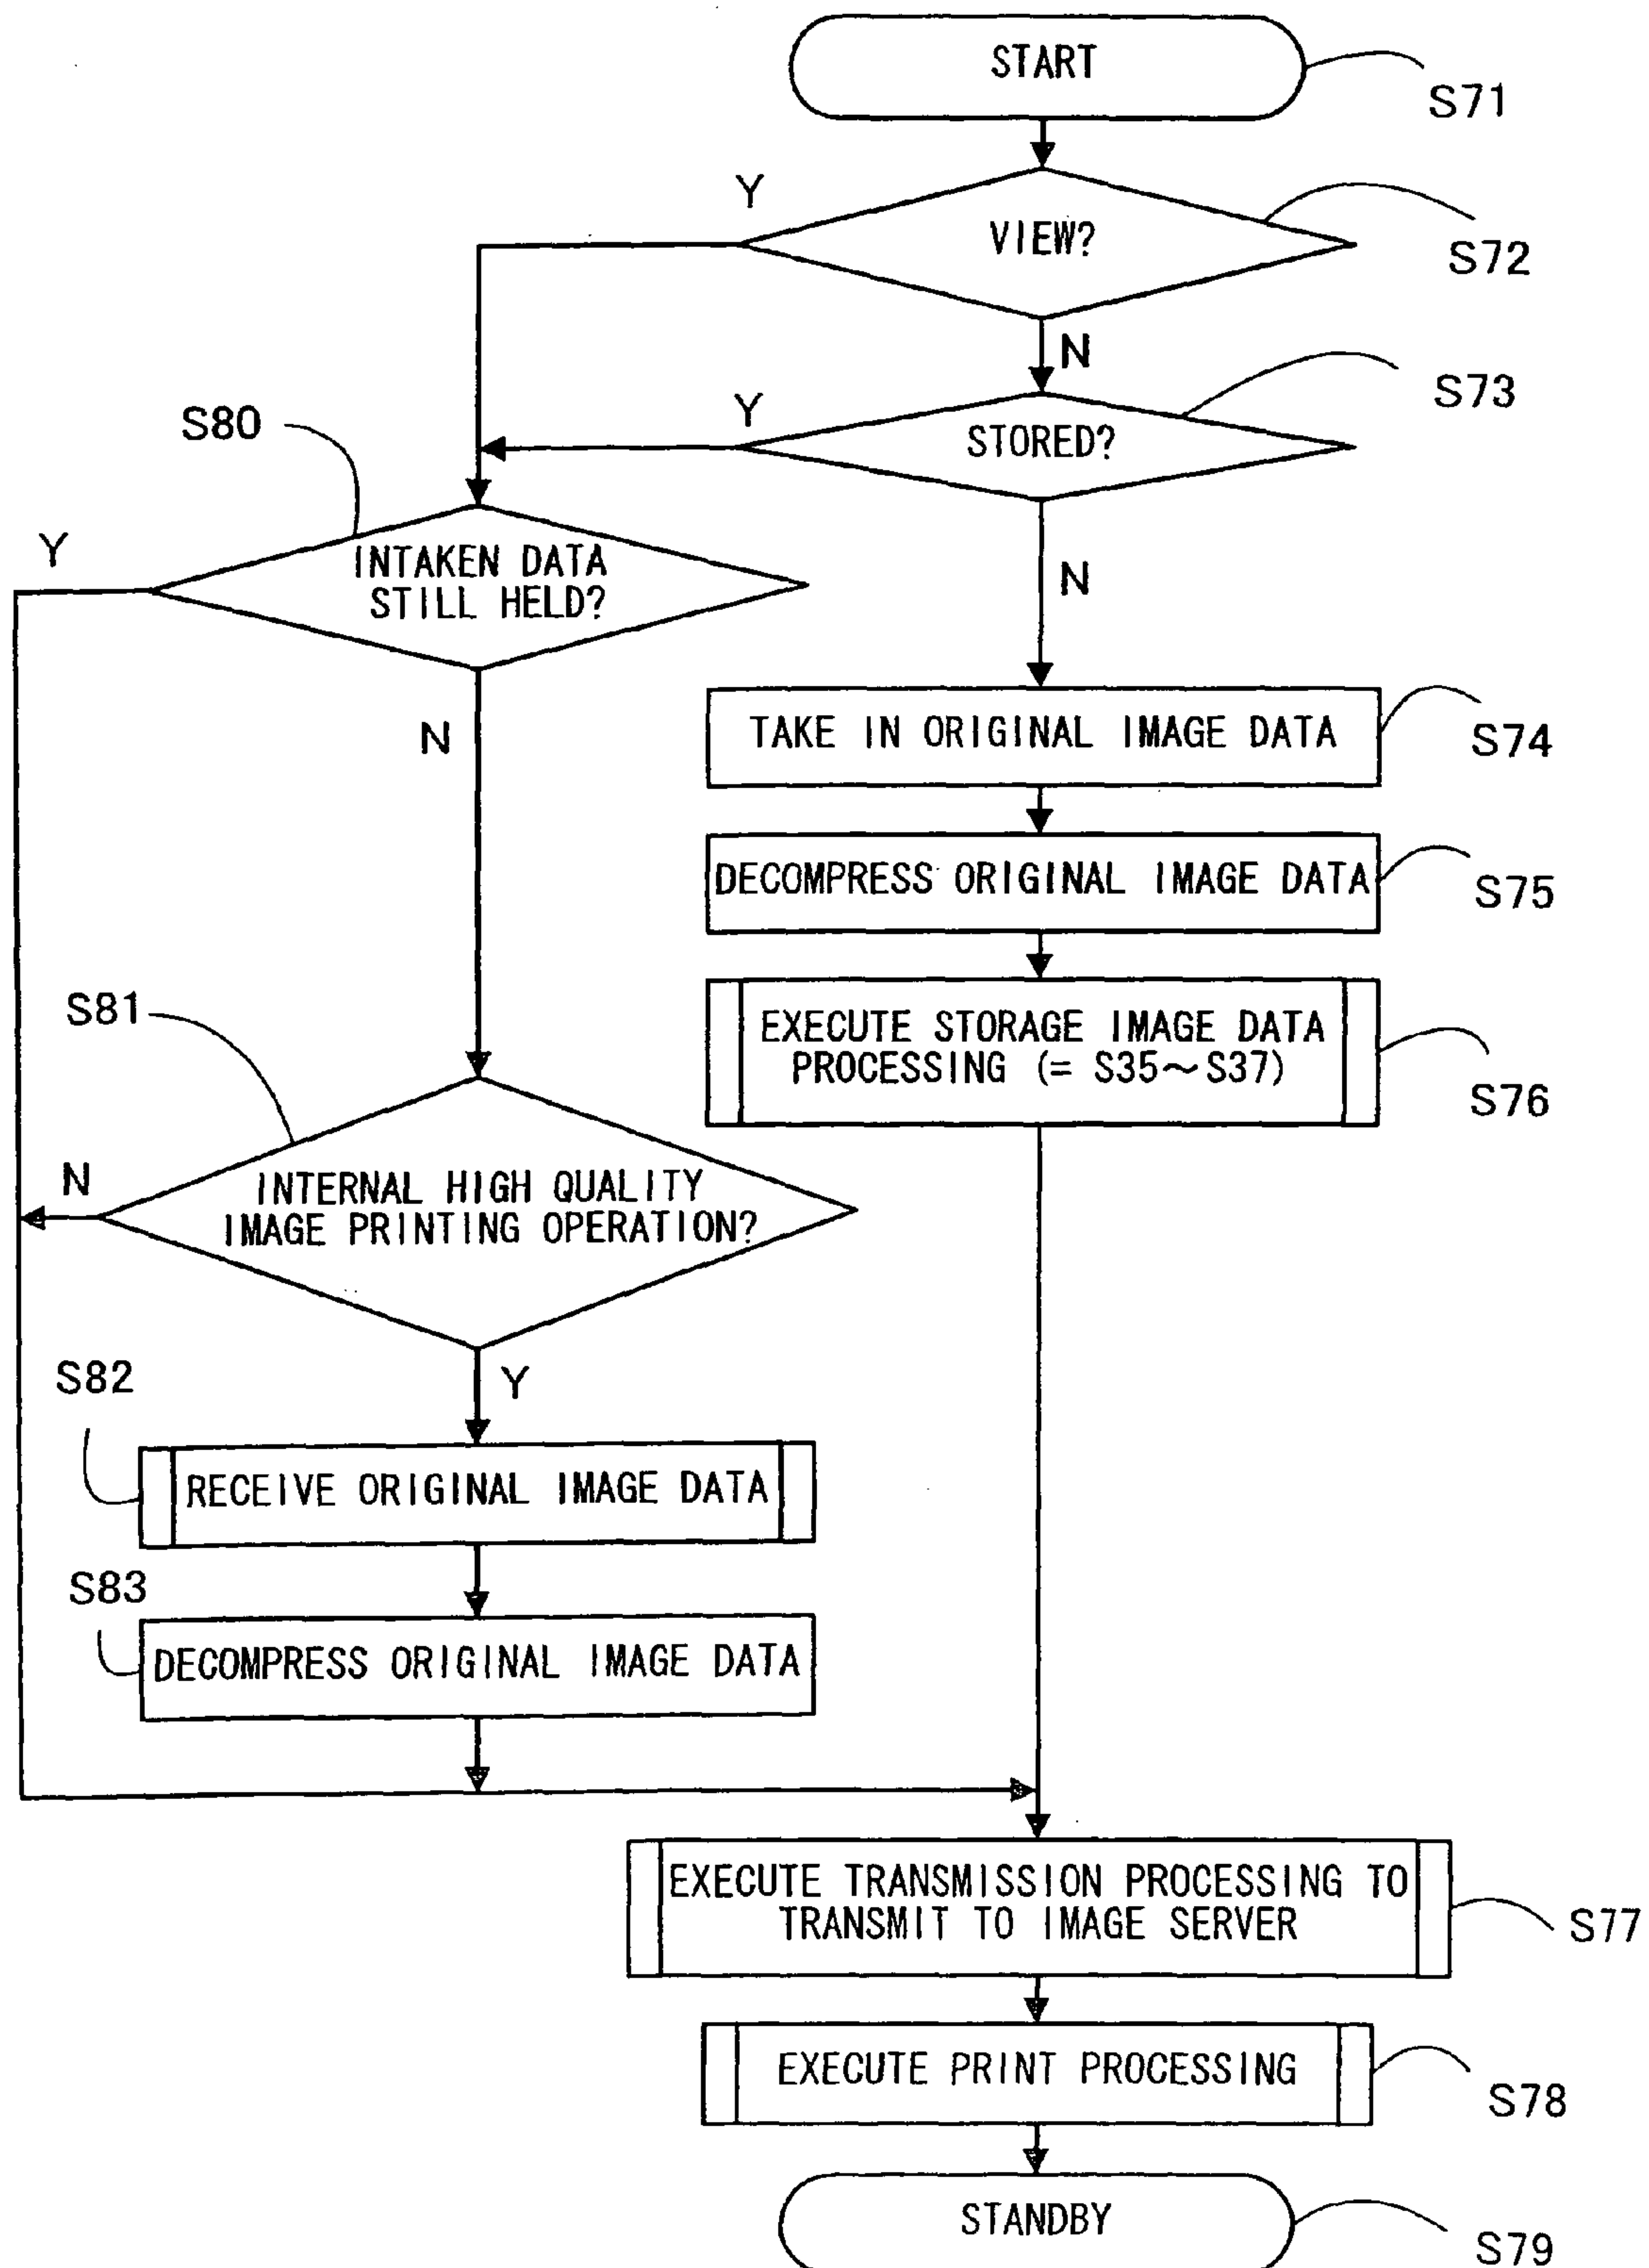 START
S71
Y
VIEW?
S72
N
Y
STORED?
S73
S80
Y
INTAKEN DATA
STILL HELD?
N
N
TAKE IN ORIGINAL IMAGE DATA
S74
DECOMPRESS ORIGINAL IMAGE DATA
S75
EXECUTE STORAGE IMAGE DATA
PROCESSING (= S35~S37)
S76
S81
N
INTERNAL HIGH QUALITY
IMAGE PRINTING OPERATION?
Y
S82
RECEIVE ORIGINAL IMAGE DATA
S83
DECOMPRESS ORIGINAL IMAGE DATA
EXECUTE TRANSMISSION PROCESSING TO
TRANSMIT TO IMAGE SERVER
S77
EXECUTE PRINT PROCESSING
S78
STANDBY
S79